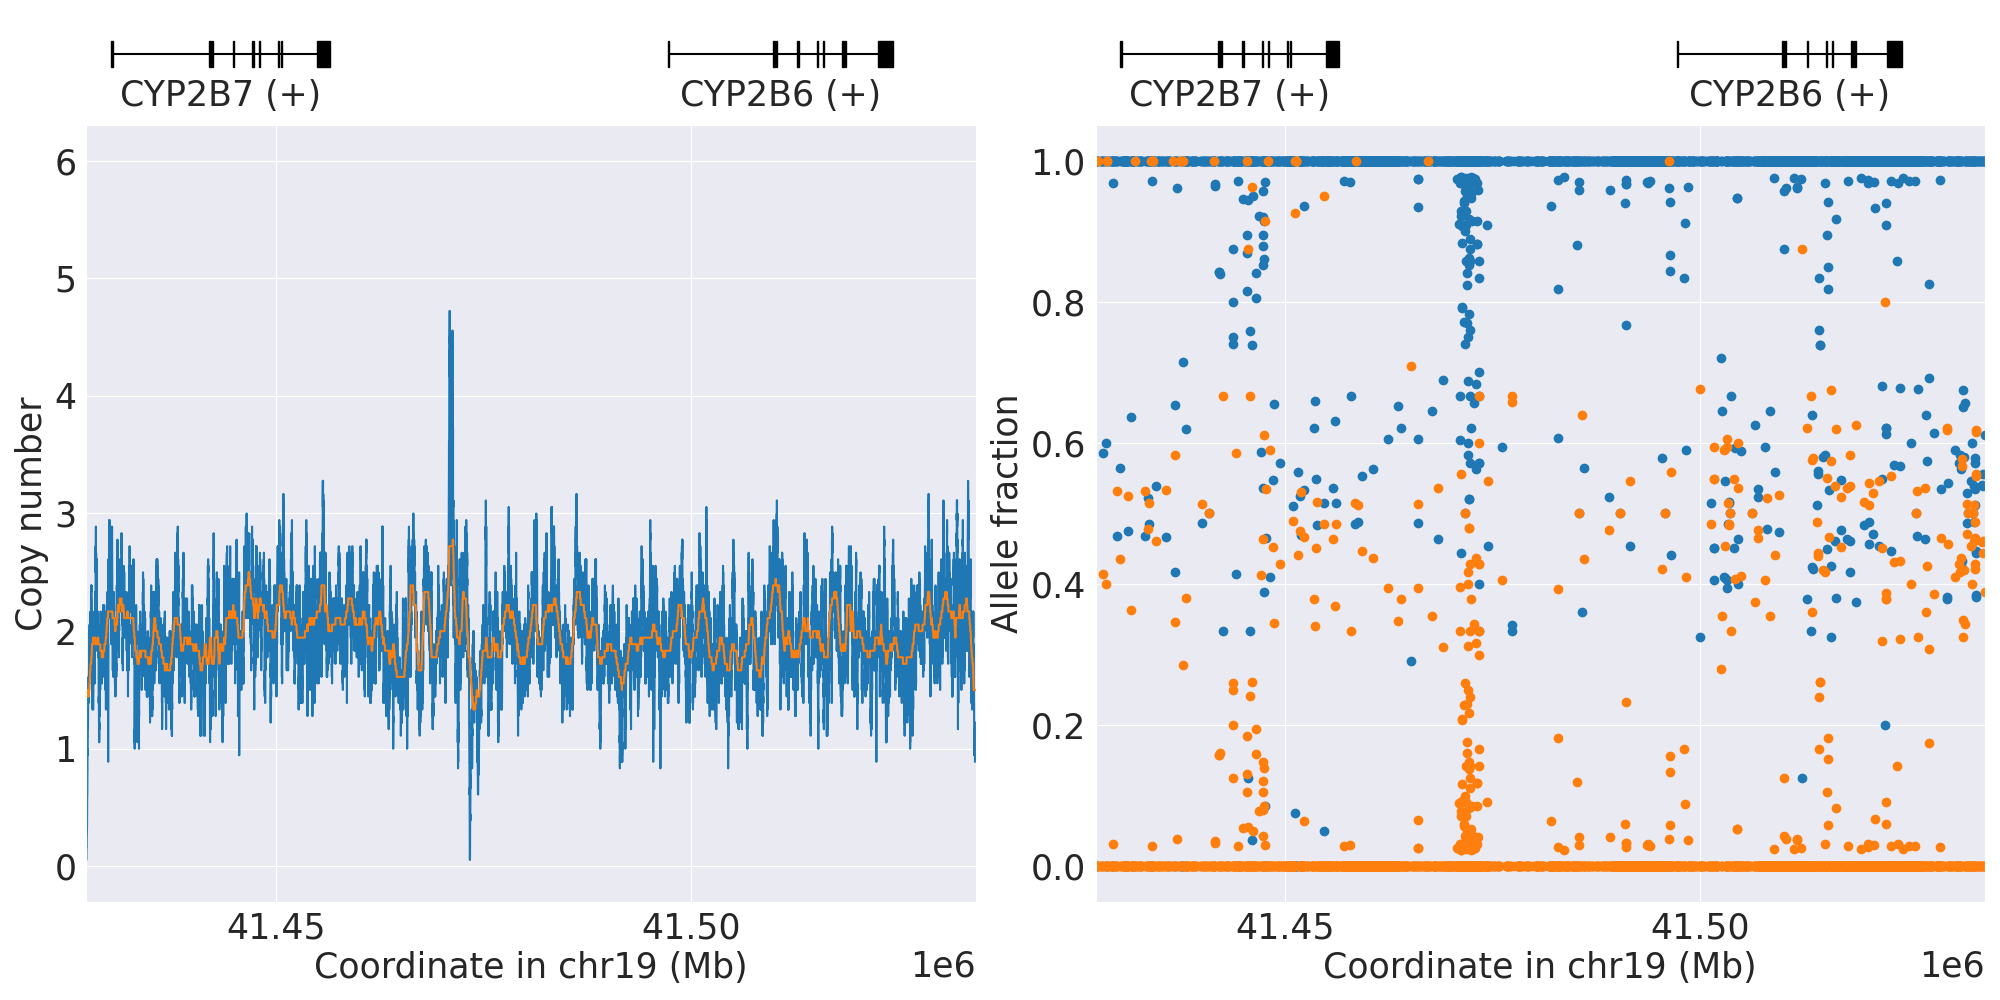 CYP2B7 (+)
CYP2B6 (+)
6
5
4
3
2
1
0
Copy number
41.45
41.50
Coordinate in chr19 (Mb)
1e6
CYP2B7 (+)
CYP2B6 (+)
1.0
0.8
0.6
0.4
0.2
0.0
Allele fraction
41.45
41.50
Coordinate in chr19 (Mb)
1e6